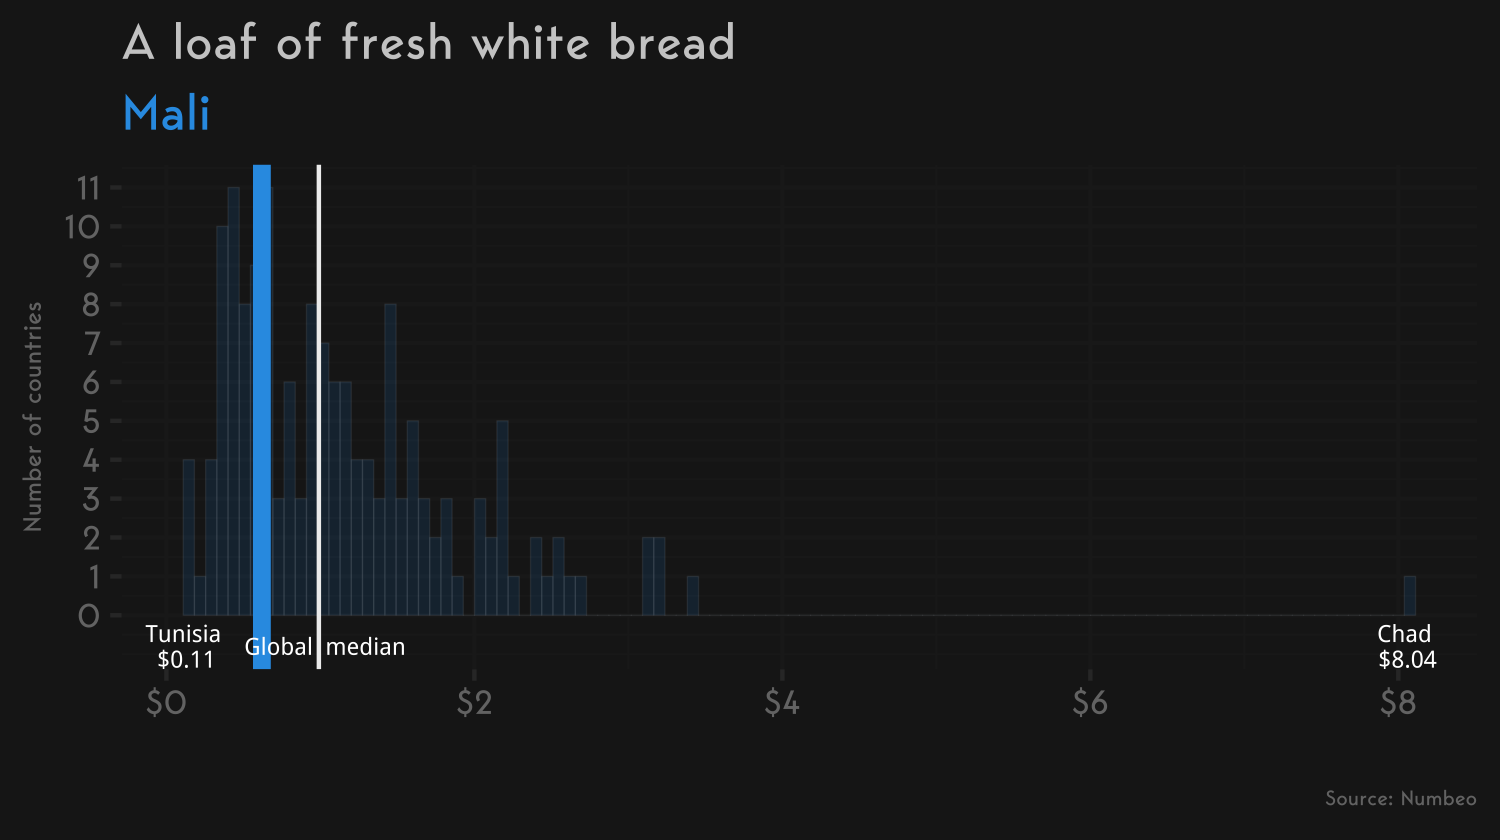 A loaf of fresh white bread
Mali
Number of countries
11
10
9
8
7
6
5
4
3
2
1
0
Tunisia
$0.11
Global median
Chad
$8.04
$0 $2 $4 $6 $8
Source: Numbeo